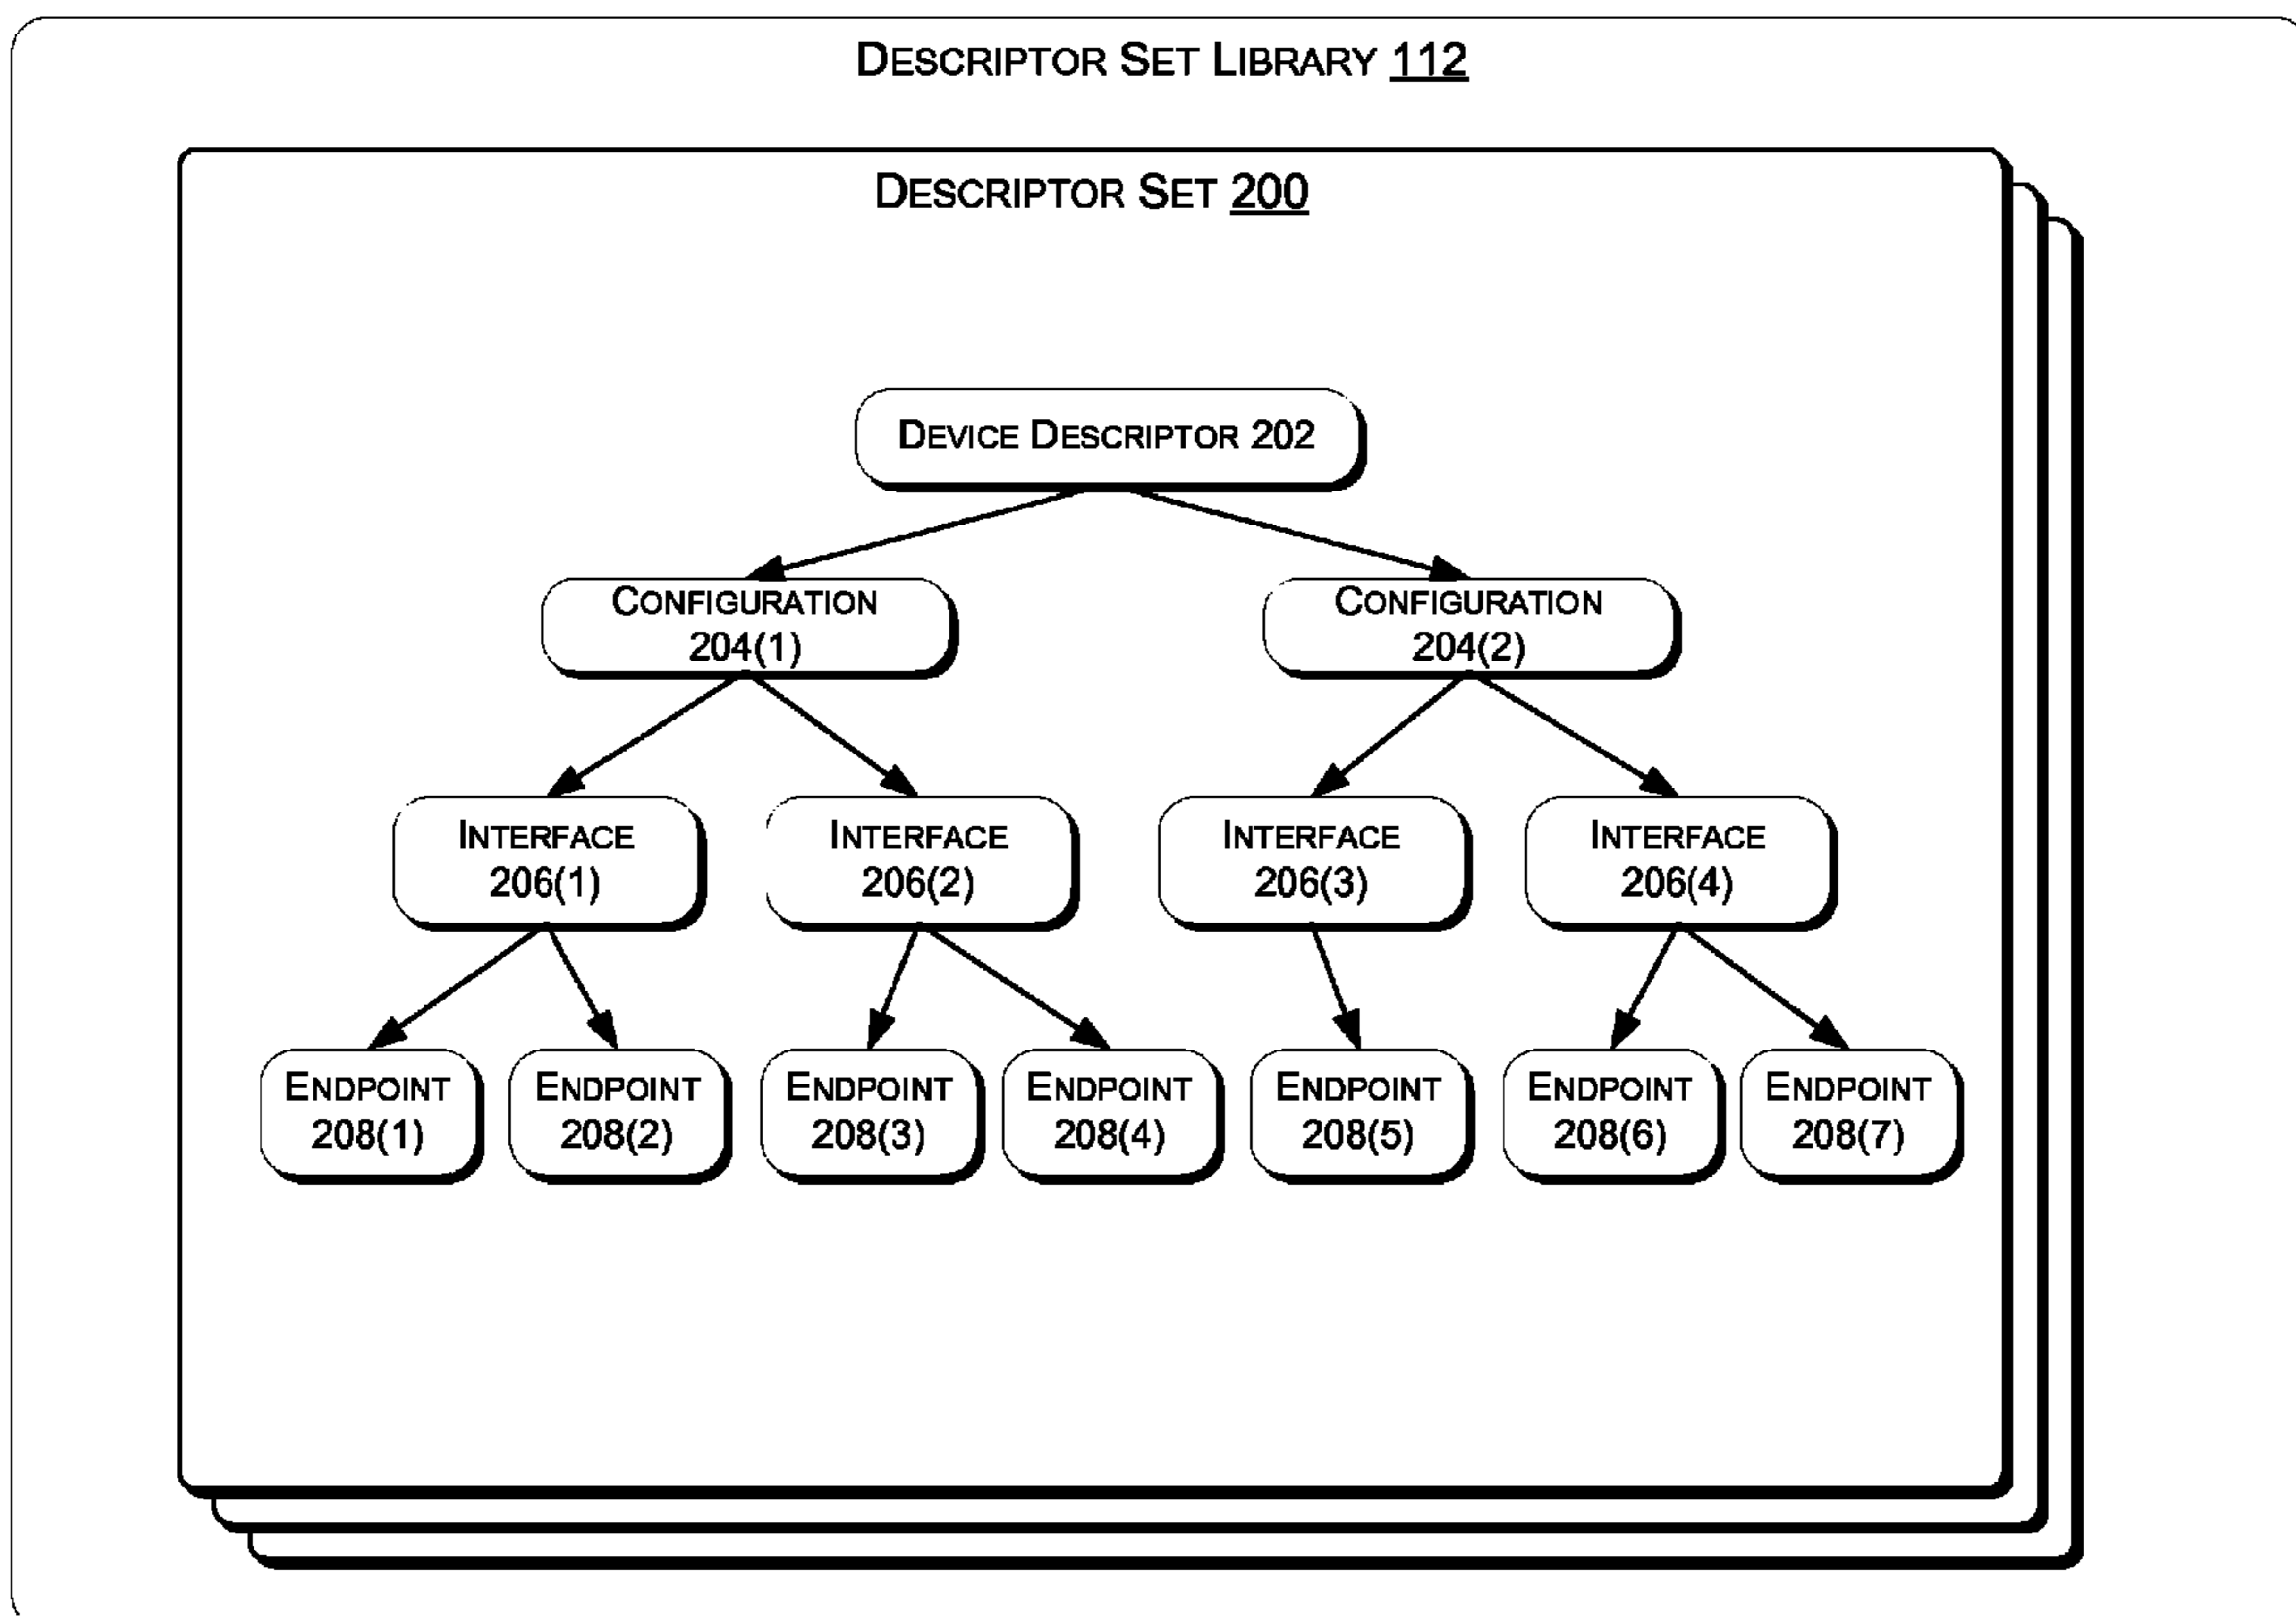 DESCRIPTOR SET LIBRARY 112
DESCRIPTOR SET 200
DEVICE DESCRIPTOR 202
CONFIGURATION
204(1)
CONFIGURATION
204(2)
INTERFACE
206(1)
INTERFACE
206(2)
INTERFACE
206(3)
INTERFACE
206(4)
ENDPOINT
208(1)
ENDPOINT
208(2)
ENDPOINT
208(3)
ENDPOINT
208(4)
ENDPOINT
208(5)
ENDPOINT
208(6)
ENDPOINT
208(7)